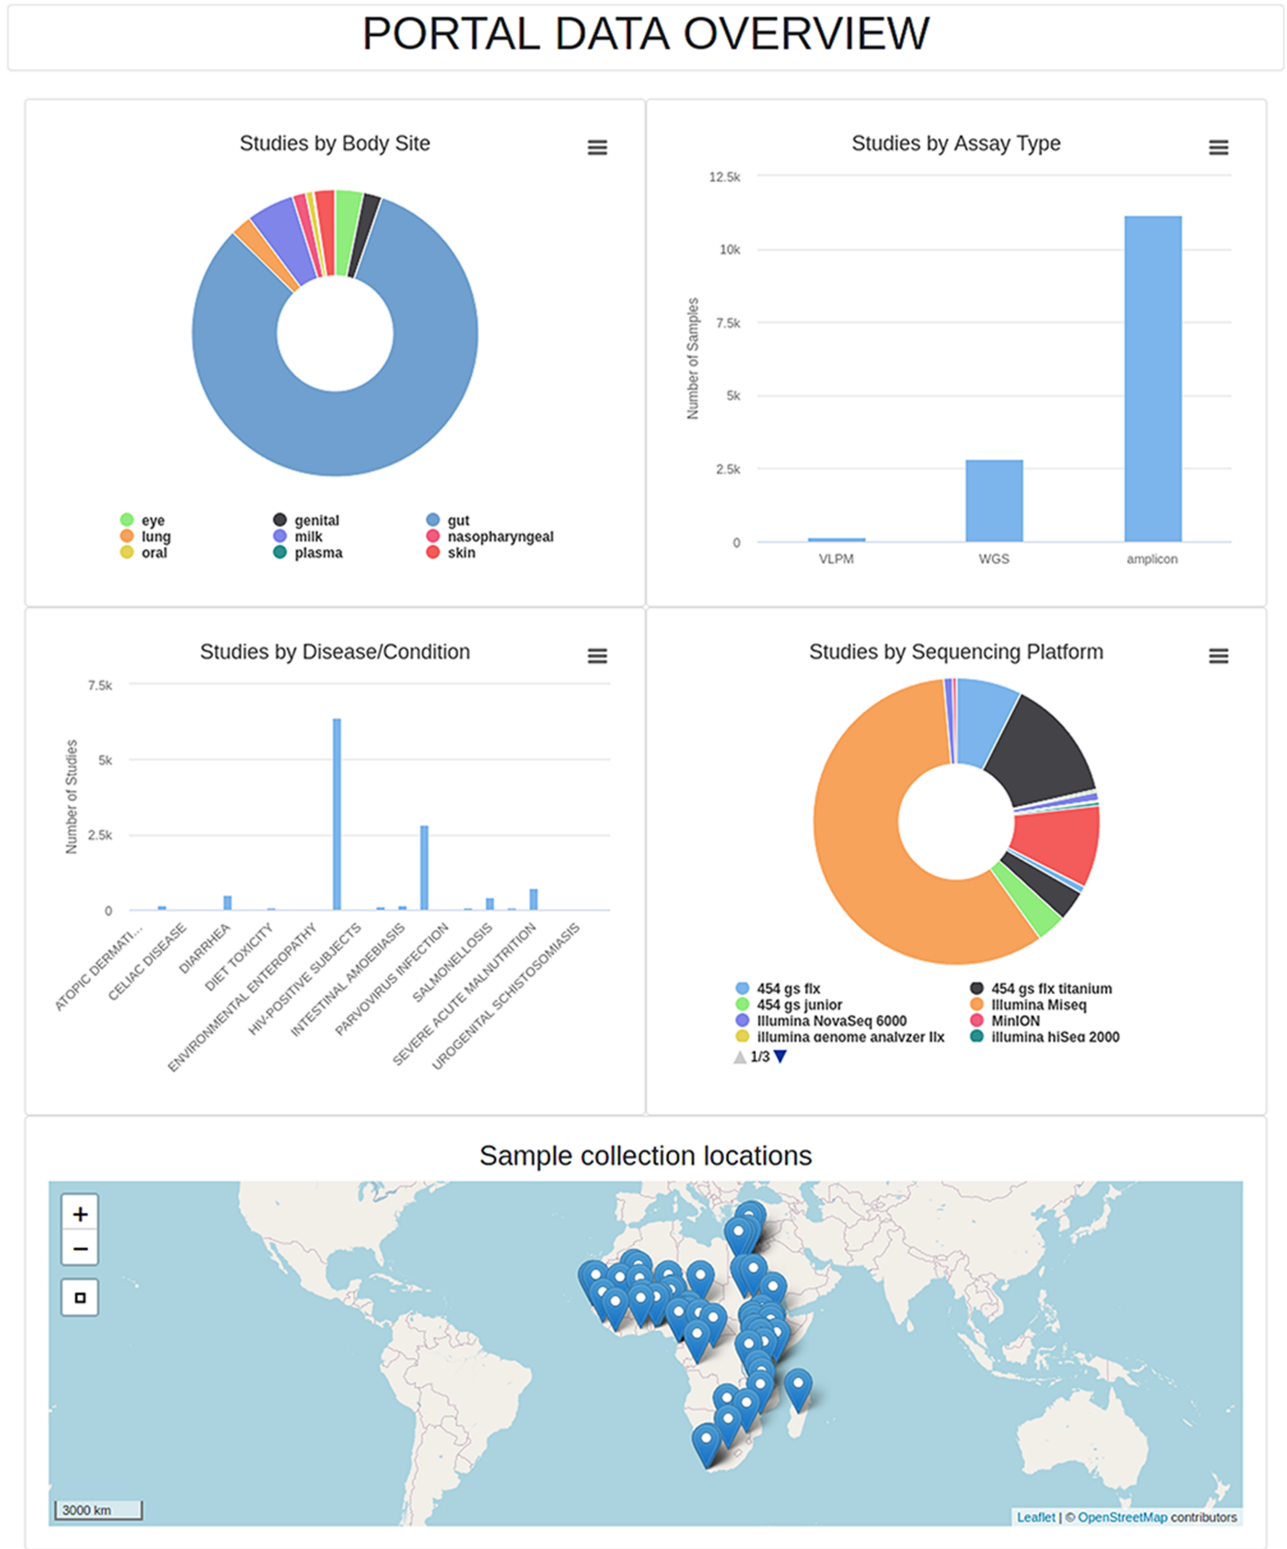 PORTAL DATA OVERVIEW
Studies by Body Site
eye
genital
gut
lung
milk
nasopharyngeal
oral
plasma
skin
Studies by Assay Type
Number of Samples
12.5k
10k
7.5k
5k
2.5k
0
VLPM
WGS
amplicon
Studies by Disease/Condition
Number of Studies
7.5k
5k
2.5k
0
ATOPIC DERMATI...
CELIAC DISEASE
DIARRHEA
DIET TOXICITY
ENVIRONMENTAL ENTEROPATHY
HIV-POSITIVE SUBJECTS
INTESTINAL AMOEBIASIS
PARVOVIRUS INFECTION
SALMONELLOSIS
SEVERE ACUTE MALNUTRITION
UROGENITAL SCHISTOSOMIASIS
Studies by Sequencing Platform
454 gs flx
454 gs flx titanium
454 gs junior
Illumina Miseq
Illumina NovaSeq 6000
MinION
illumina genome analyzer IIx
illumina hiSeq 2000
1/3
Sample collection locations
+
−
3000 km
Leaflet | © OpenStreetMap contributors